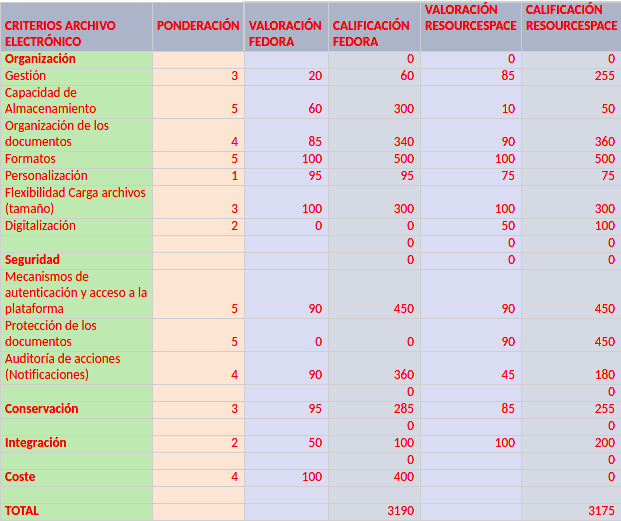 CRITERIOS ARCHIVO ELECTRÓNICO PONDERACIÓN VALORACIÓN FEDORA CALIFICACIÓN FEDORA VALORACIÓN RESOURCESPACE CALIFICACIÓN RESOURCESPACE
Organización 0 0 0
Gestión 3 20 60 85 255
Capacidad de
Almacenamiento 5 60 300 10 50
Organización de los
documentos 4 85 340 90 360
Formatos 5 100 500 100 500
Personalización 1 95 95 75 75
Flexibilidad Carga archivos
(tamaño) 3 100 300 100 300
Digitalización 2 0 0 50 100
0 0 0
Seguridad 0 0 0
Mecanismos de
autenticación y acceso a la
plataforma 5 90 450 90 450
Protección de los
documentos 5 0 0 90 450
Auditoría de acciones
(Notificaciones) 4 90 360 45 180
0 0
Conservación 3 95 285 85 255
0 0
Integración 2 50 100 100 200
0 0
Coste 4 100 400 0
TOTAL 3190 3175